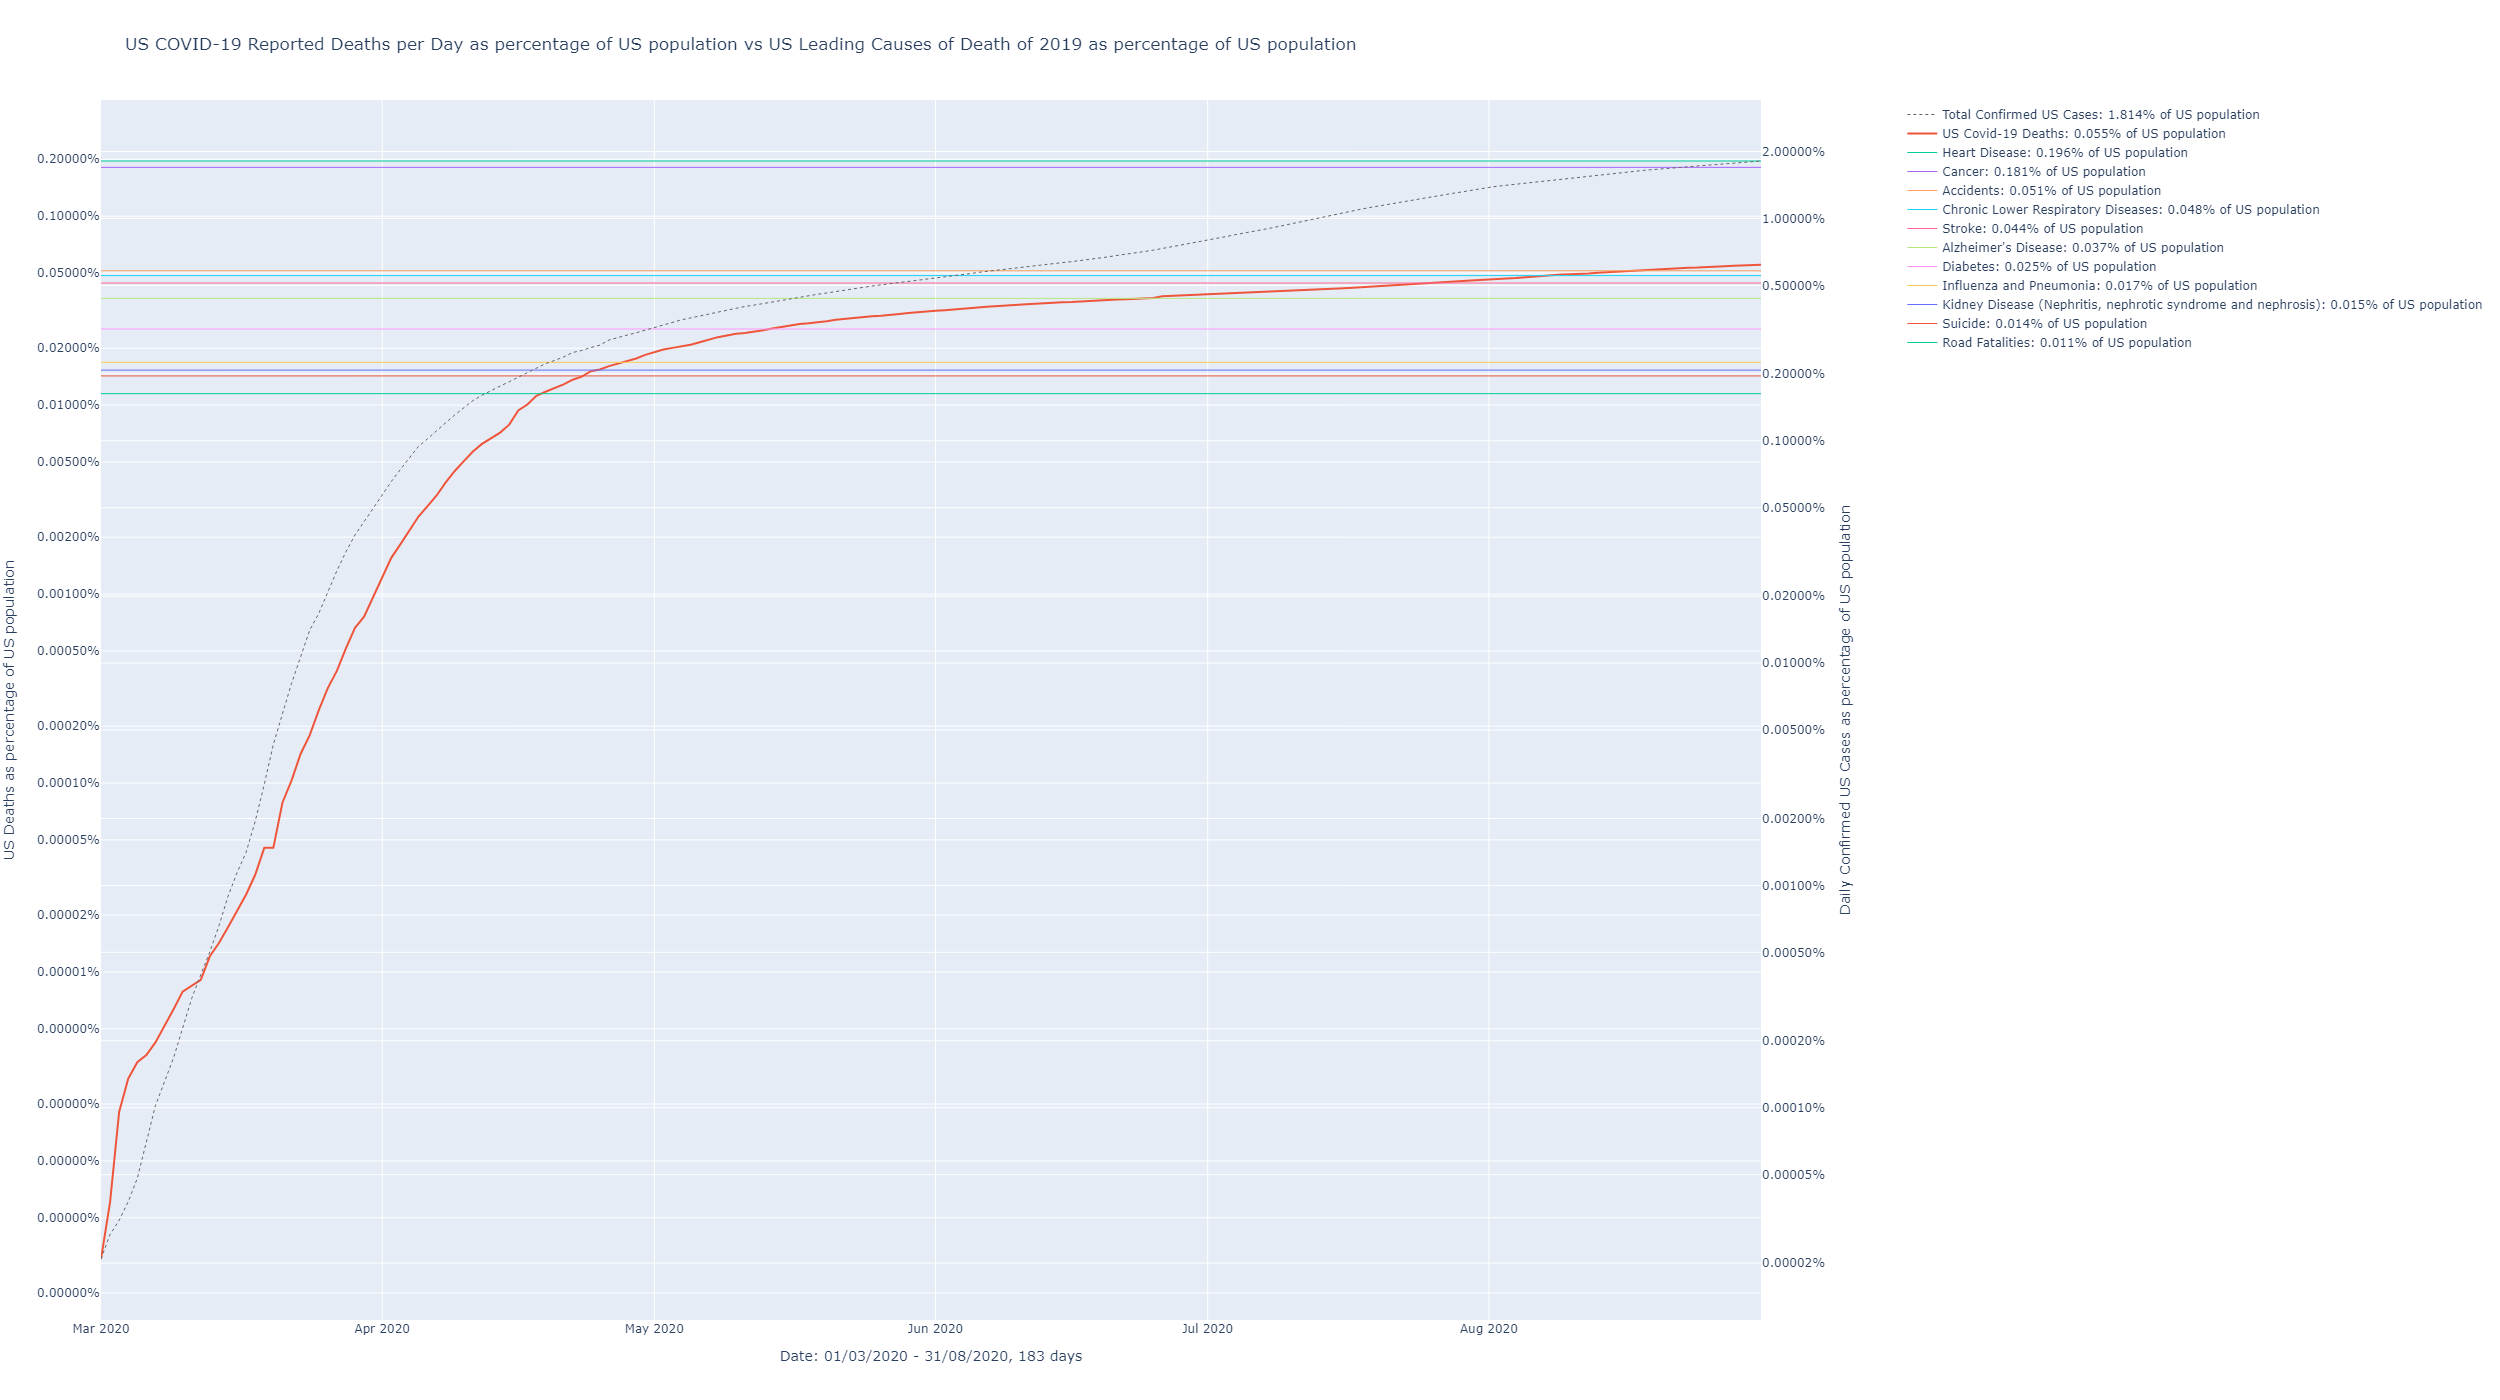 US COVID-19 Reported Deaths per Day as percentage of US population vs US Leading Causes of Death of 2019 as percentage of US population
US Deaths as percentage of US population
0.20000%
0.10000%
0.05000%
0.02000%
0.01000%
0.00500%
0.00200%
0.00100%
0.00050%
0.00020%
0.00010%
0.00005%
0.00002%
0.00001%
0.00000%
0.00000%
0.00000%
0.00000%
0.00000%
Mar 2020
Apr 2020
May 2020
Jun 2020
Jul 2020
Aug 2020
Date: 01/03/2020 - 31/08/2020, 183 days
2.00000%
1.00000%
0.50000%
0.20000%
0.10000%
0.05000%
0.02000%
0.01000%
0.00500%
0.00200%
0.00100%
0.00050%
0.00020%
0.00010%
0.00005%
0.00002%
Daily Confirmed US Cases as percentage of US population
Total Confirmed US Cases: 1.814% of US population
US Covid-19 Deaths: 0.055% of US population
Heart Disease: 0.196% of US population
Cancer: 0.181% of US population
Accidents: 0.051% of US population
Chronic Lower Respiratory Diseases: 0.048% of US population
Stroke: 0.044% of US population
Alzheimer's Disease: 0.037% of US population
Diabetes: 0.025% of US population
Influenza and Pneumonia: 0.017% of US population
Kidney Disease (Nephritis, nephrotic syndrome and nephrosis): 0.015% of US population
Suicide: 0.014% of US population
Road Fatalities: 0.011% of US population